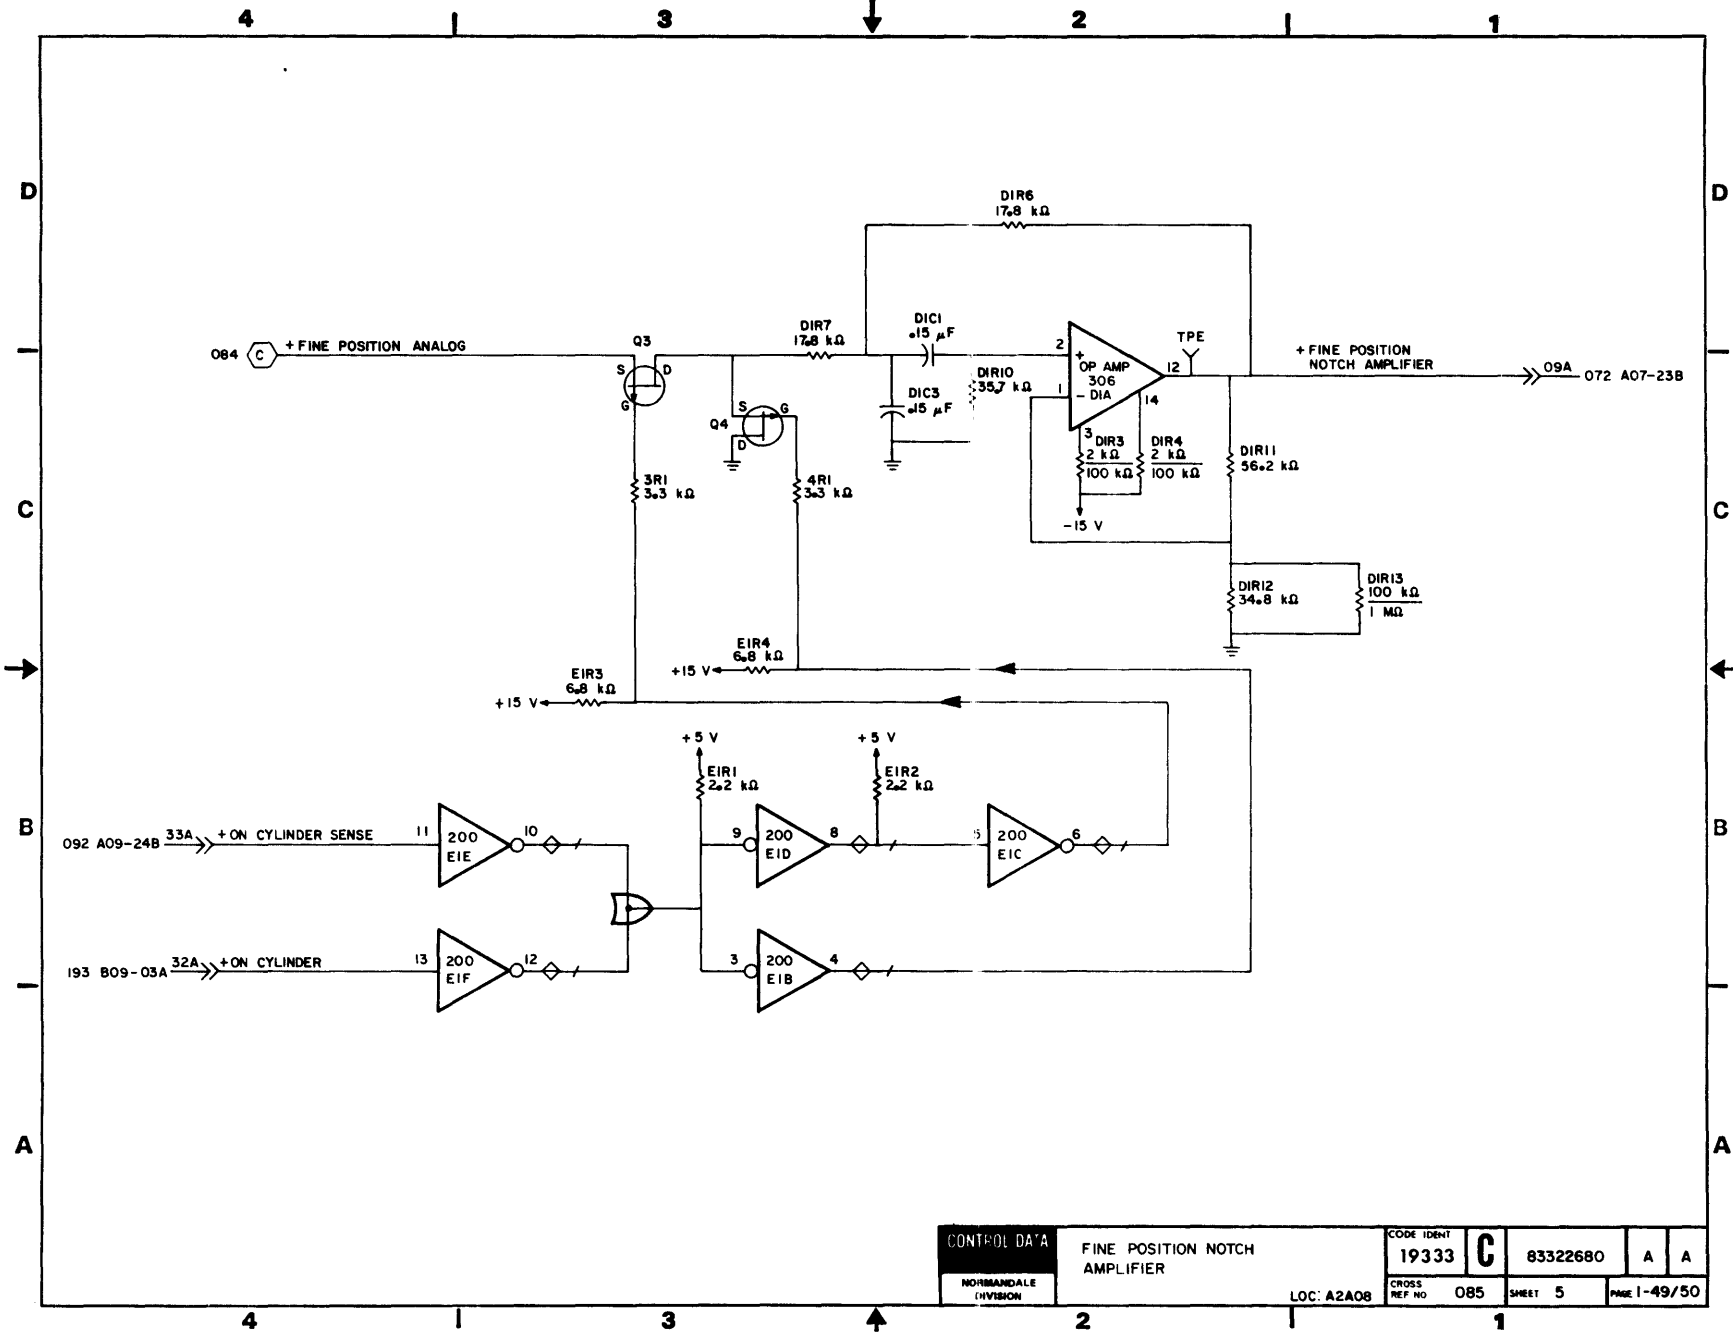 4 3 2 1
D D
DIR6
17.8 kΩ
084 C + FINE POSITION ANALOG
Q3
S D
G
DIR7
17.8 kΩ
DIC1
.15 µF
DIR10
35.7 kΩ
DIC3
.15 µF
2 +
OP AMP
306
DIA
1 –
12
14
3
TPE
+ FINE POSITION
NOTCH AMPLIFIER
09A 072 A07-23B
Q4
S G
D
DIR3
2 kΩ
100 kΩ
DIR4
2 kΩ
100 kΩ
-15 V
DIR11
56.2 kΩ
3R1
3.3 kΩ
4R1
3.3 kΩ
C C
DIR12
34.8 kΩ
DIR13
100 kΩ
1 MΩ
EIR4
6.8 kΩ
+15 V
EIR3
6.8 kΩ
+15 V
+5 V
+5 V
EIR1
2.2 kΩ
EIR2
2.2 kΩ
B B
092 A09-24B 33A + ON CYLINDER SENSE 11
200
EIE
10
9
200
EID
8
5
200
EIC
6
193 B09-03A 32A + ON CYLINDER 13
200
EIF
12
3
200
EIB
4
A A
CONTROL DATA
NORMANDALE
DIVISION
FINE POSITION NOTCH
AMPLIFIER
LOC: A2A08
CODE IDENT
19333
C
83322680
A
A
CROSS
REF NO 085
SHEET 5
PAGE 1-49/50
4 3 2 1